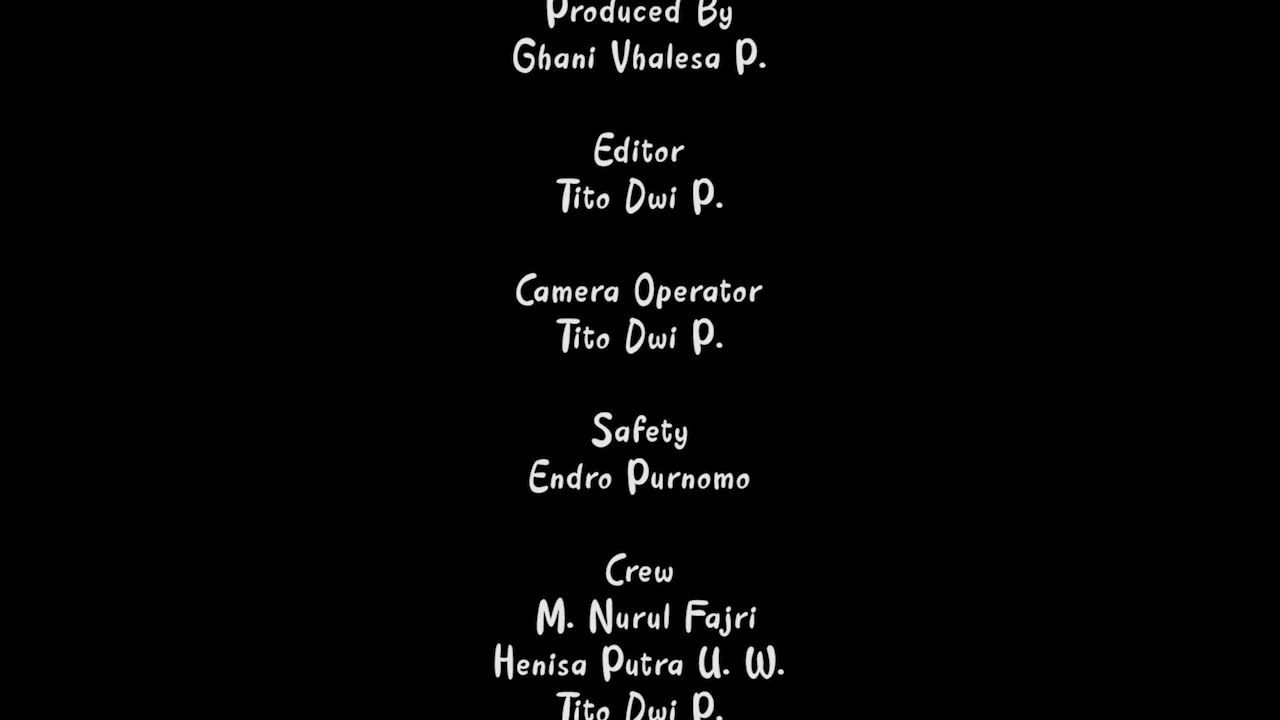 Produced By
Ghani Vhalesa P.
Editor
Tito Dwi P.
Camera Operator
Tito Dwi P.
Safety
Endro Purnomo
Crew
M. Nurul Fajri
Henisa Putra U. W.
Tito Dwi P.